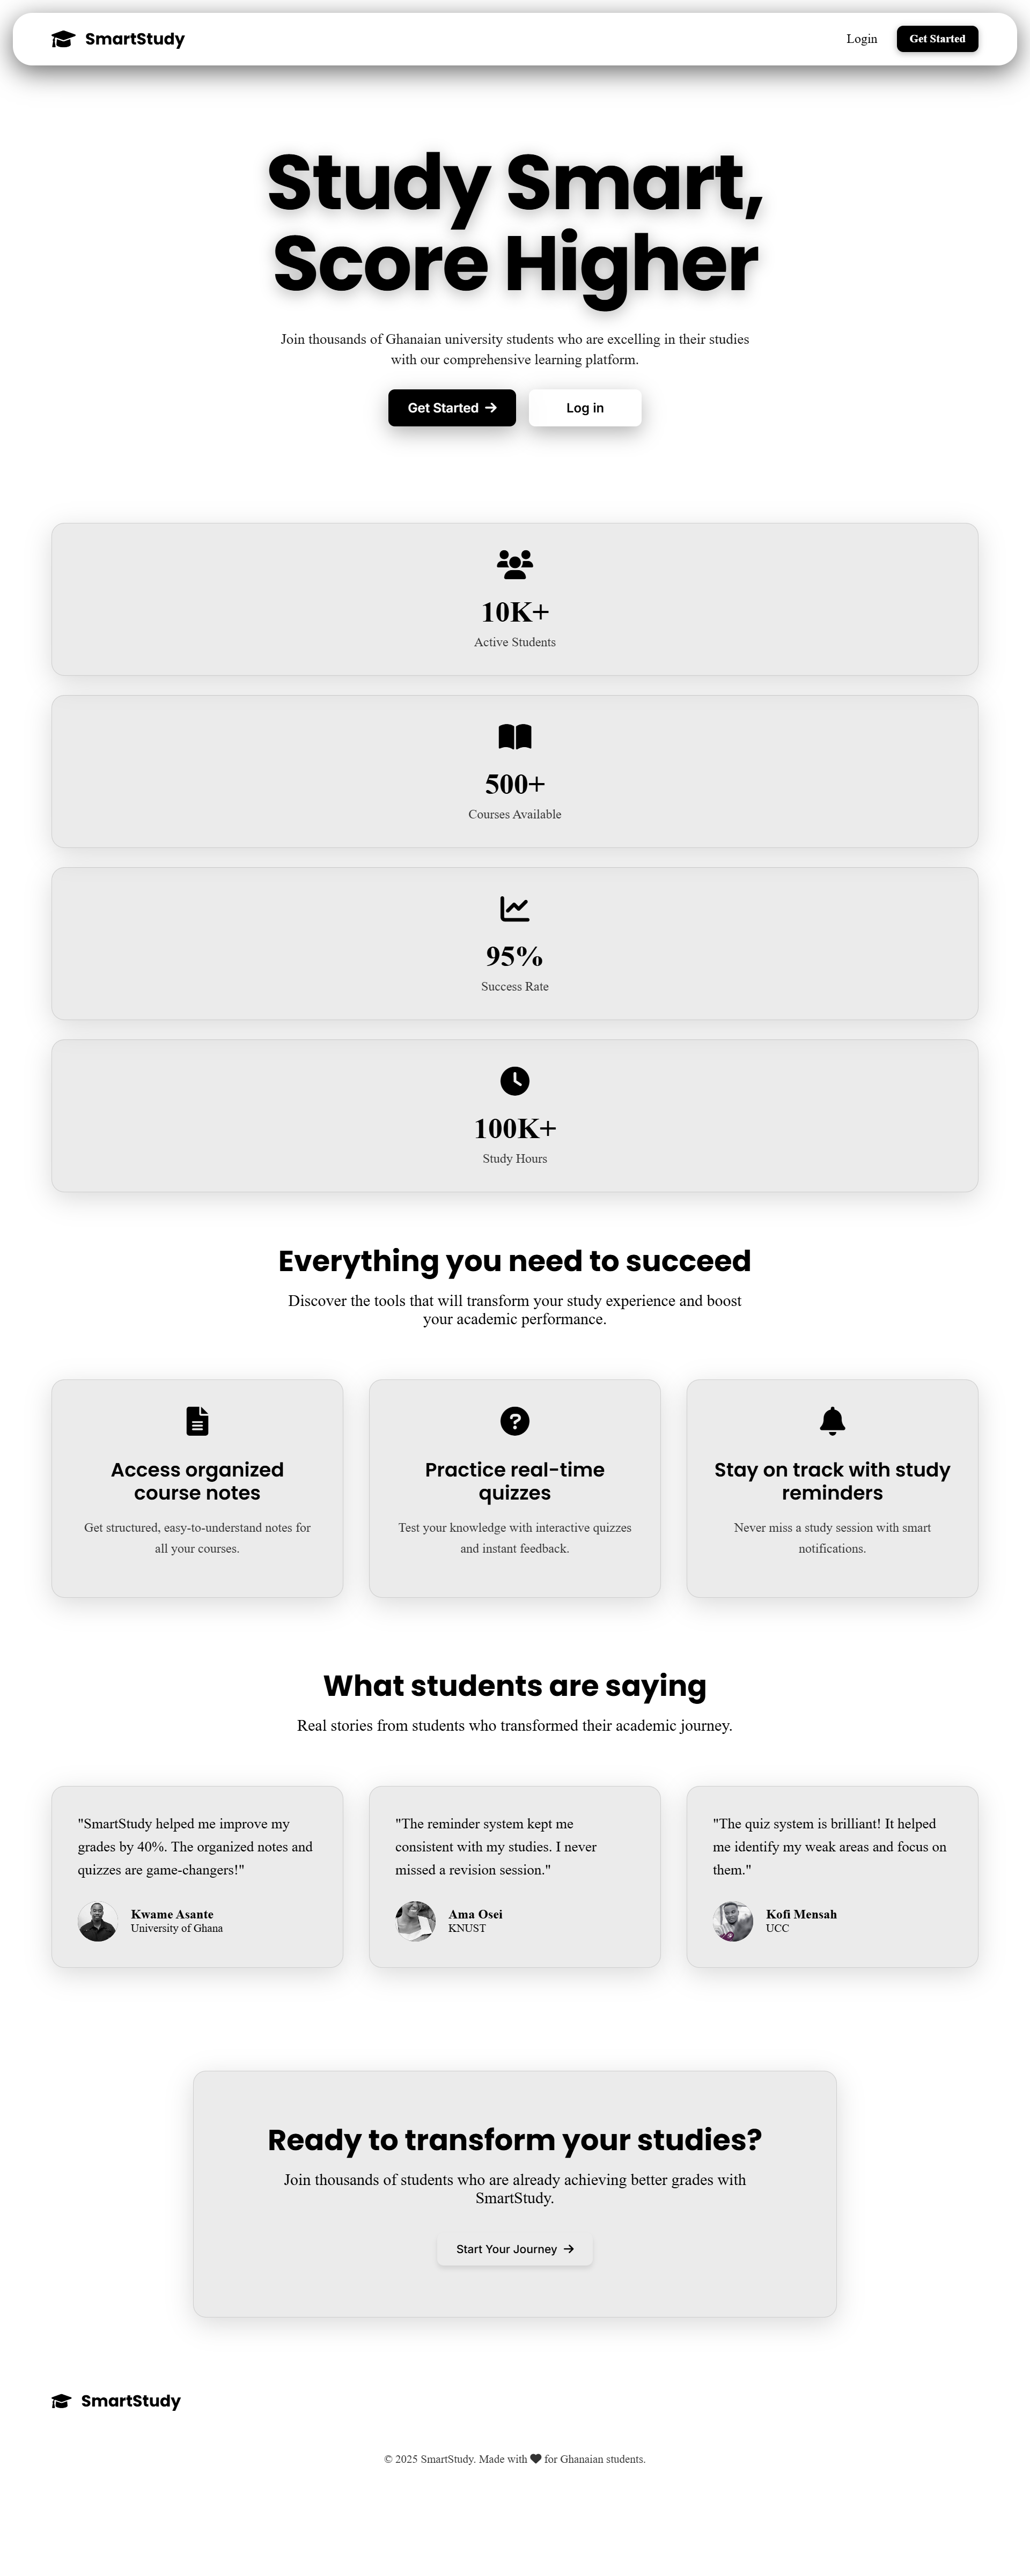 SmartStudy
Login
Get Started
Study Smart,
Score Higher
Join thousands of Ghanaian university students who are excelling in their studies
with our comprehensive learning platform.
Get Started
Log in
10K+
Active Students
500+
Courses Available
95%
Success Rate
100K+
Study Hours
Everything you need to succeed
Discover the tools that will transform your study experience and boost
your academic performance.
Access organized
course notes
Get structured, easy-to-understand notes for
all your courses.
Practice real-time
quizzes
Test your knowledge with interactive quizzes
and instant feedback.
Stay on track with study
reminders
Never miss a study session with smart
notifications.
What students are saying
Real stories from students who transformed their academic journey.
"SmartStudy helped me improve my
grades by 40%. The organized notes and
quizzes are game-changers!"
Kwame Asante
University of Ghana
"The reminder system kept me
consistent with my studies. I never
missed a revision session."
Ama Osei
KNUST
"The quiz system is brilliant! It helped
me identify my weak areas and focus on
them."
Kofi Mensah
UCC
Ready to transform your studies?
Join thousands of students who are already achieving better grades with
SmartStudy.
Start Your Journey
SmartStudy
© 2025 SmartStudy. Made with for Ghanaian students.